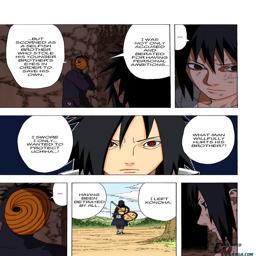 ...
I WAS
NOT ONLY
ACCUSED
AND
BERATED
FOR HAVING
PERSONAL
AMBITIONS...
...BUT
SCORNED AS
A SELFISH
BROTHER
WHO STOLE
HIS YOUNGER
BROTHER'S
EYES IN
ORDER TO
SAVE HIS
OWN.
WHAT MAN
WILLFULLY
HURTS HIS
BROTHER?!
I SWORE
I ONLY...
WANTED TO
PROTECT
UCHIHA...!
...
I LEFT
KONOHA,
HAVING
BEEN
BETRAYED
BY ALL.
...